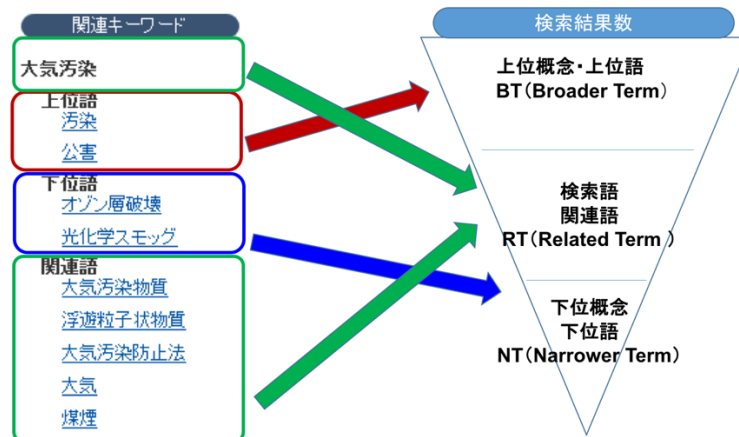 関連キーワード
大気汚染
上位語
汚染
公害
下位語
オゾン層破壊
光化学スモッグ
関連語
大気汚染物質
浮遊粒子状物質
大気汚染防止法
大気
煤煙
検索結果数
上位概念・上位語
BT(Broader Term)
検索語
関連語
RT(Related Term )
下位概念
下位語
NT(Narrower Term)